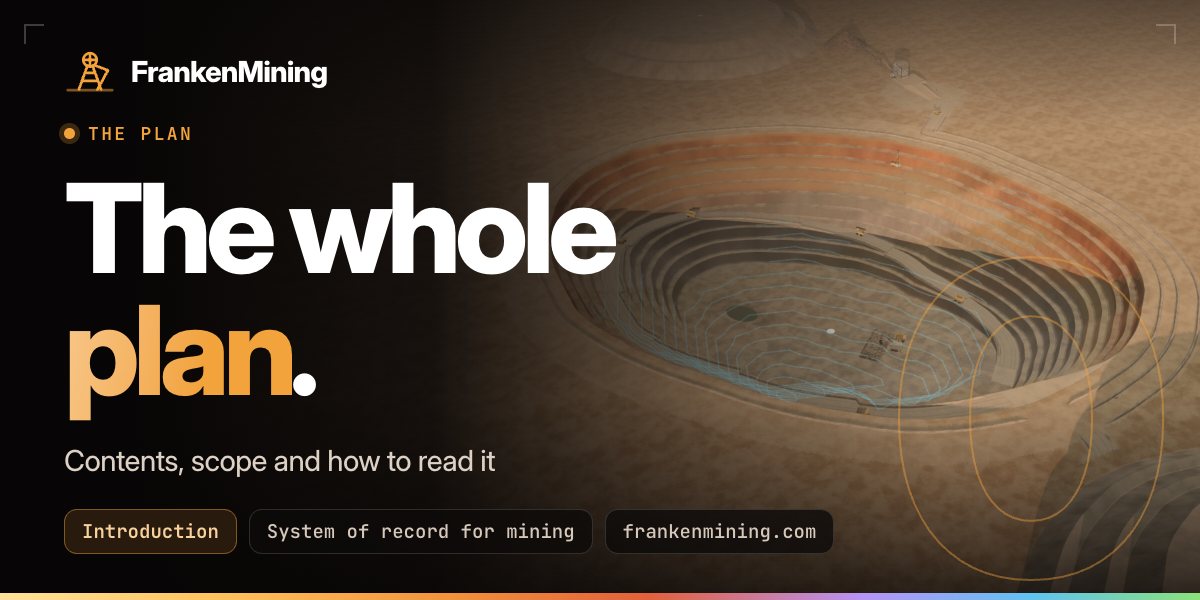 FrankenMining
THE PLAN
The whole
plan.
Contents, scope and how to read it
Introduction
System of record for mining
frankenmining.com